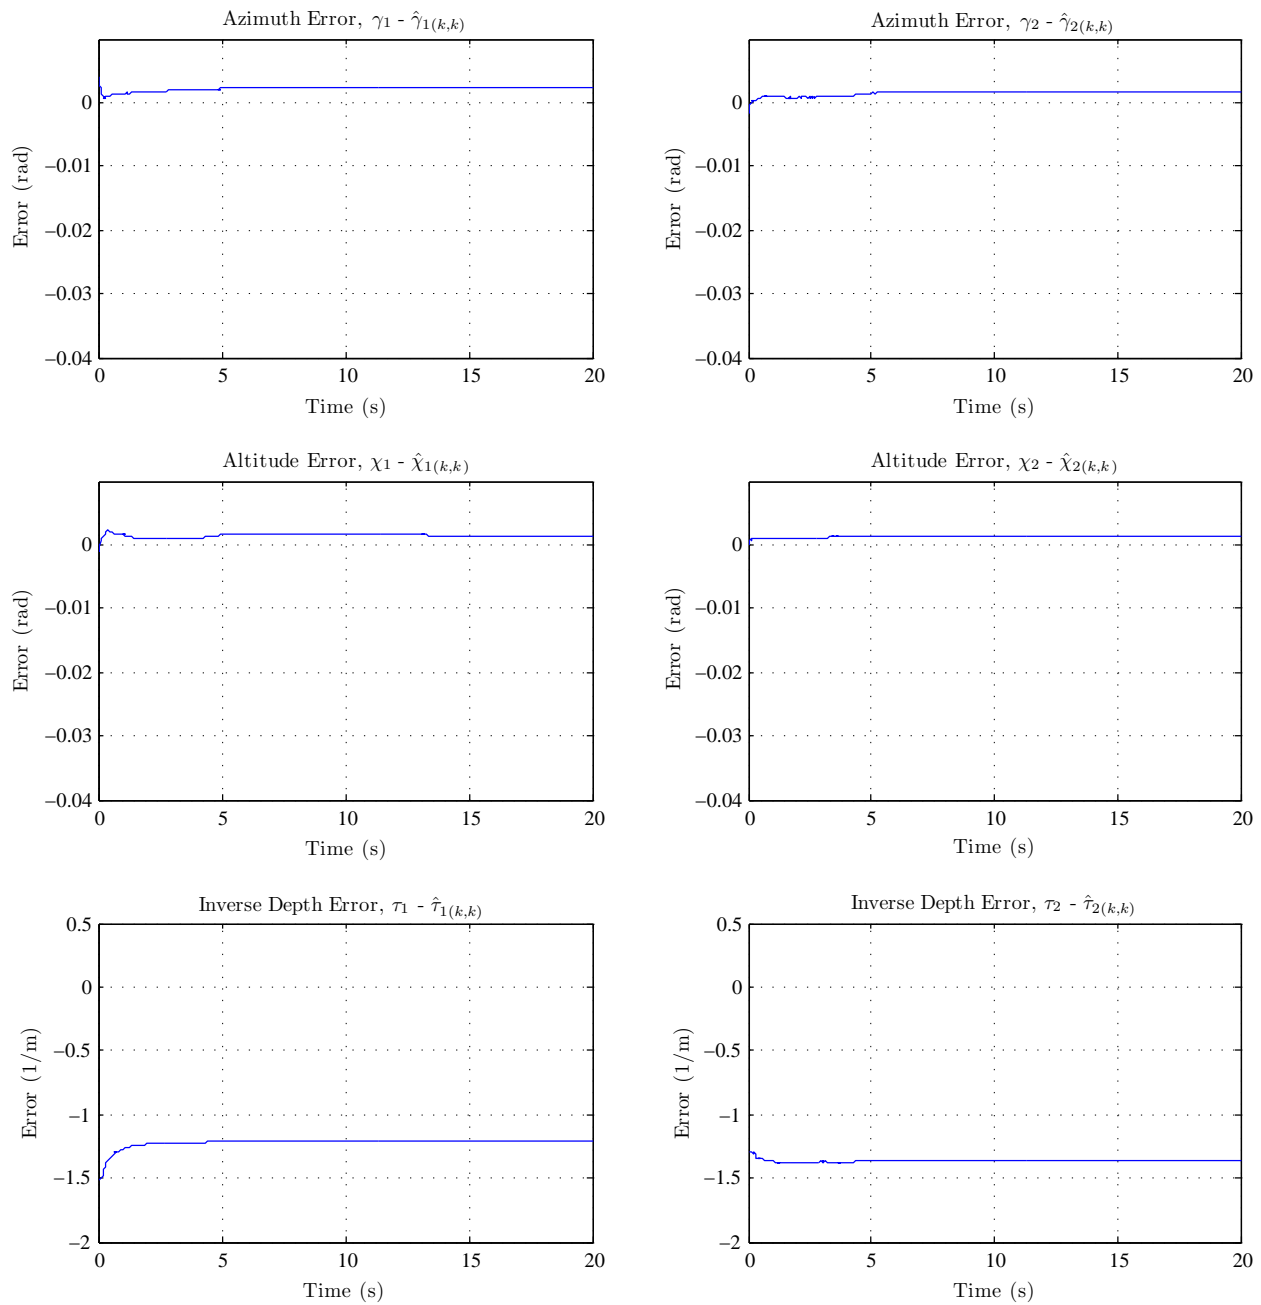 Azimuth Error, γ₁ - γ̂₁₍ₖ,ₖ₎
0
−0.01
−0.02
−0.03
−0.04
Error (rad)
0 5 10 15 20
Time (s)
Azimuth Error, γ₂ - γ̂₂₍ₖ,ₖ₎
0
−0.01
−0.02
−0.03
−0.04
Error (rad)
0 5 10 15 20
Time (s)
Altitude Error, χ₁ - χ̂₁₍ₖ,ₖ₎
0
−0.01
−0.02
−0.03
−0.04
Error (rad)
0 5 10 15 20
Time (s)
Altitude Error, χ₂ - χ̂₂₍ₖ,ₖ₎
0
−0.01
−0.02
−0.03
−0.04
Error (rad)
0 5 10 15 20
Time (s)
Inverse Depth Error, τ₁ - τ̂₁₍ₖ,ₖ₎
0.5
0
−0.5
−1
−1.5
−2
Error (1/m)
0 5 10 15 20
Time (s)
Inverse Depth Error, τ₂ - τ̂₂₍ₖ,ₖ₎
0.5
0
−0.5
−1
−1.5
−2
Error (1/m)
0 5 10 15 20
Time (s)